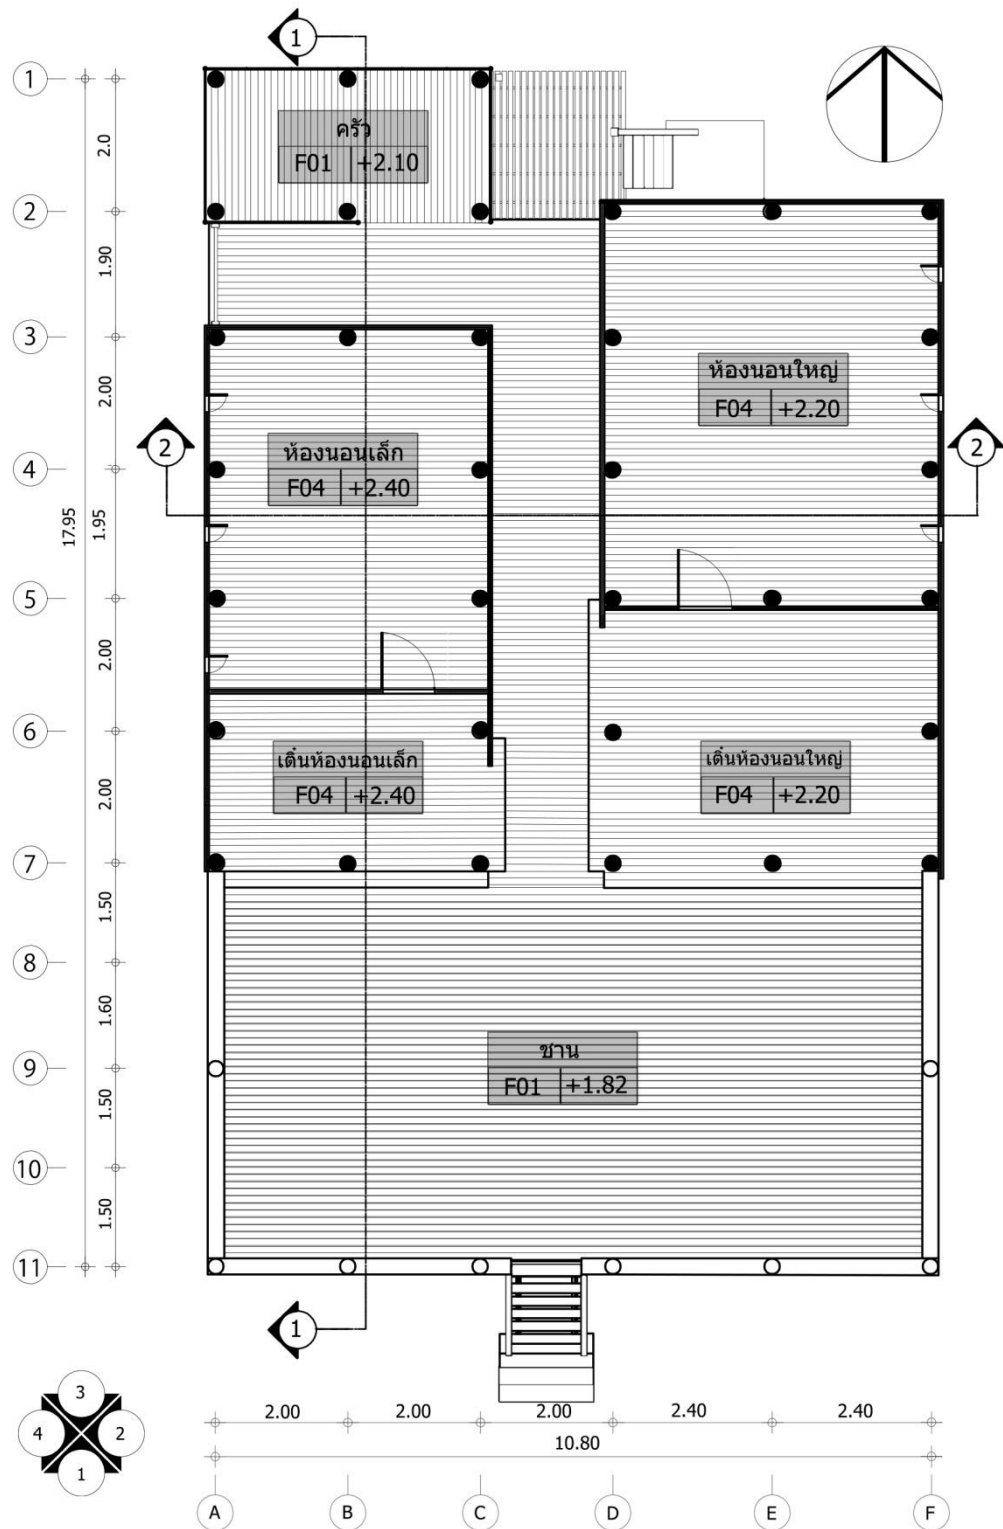 1
1
2.0
ครัว
F01 +2.10
2
1.90
3
2.00
ห้องนอนใหญ่
F04 +2.20
ห้องนอนเล็ก
F04 +2.40
2
2
4
17.95
1.95
5
2.00
6
เติ๋นห้องนอนเล็ก
F04 +2.40
เติ๋นห้องนอนใหญ่
F04 +2.20
2.00
7
1.50
8
1.60
ชาน
F01 +1.82
9
1.50
10
1.50
11
1
3
4 2
1
2.00 2.00 2.00 2.40 2.40
10.80
A B C D E F